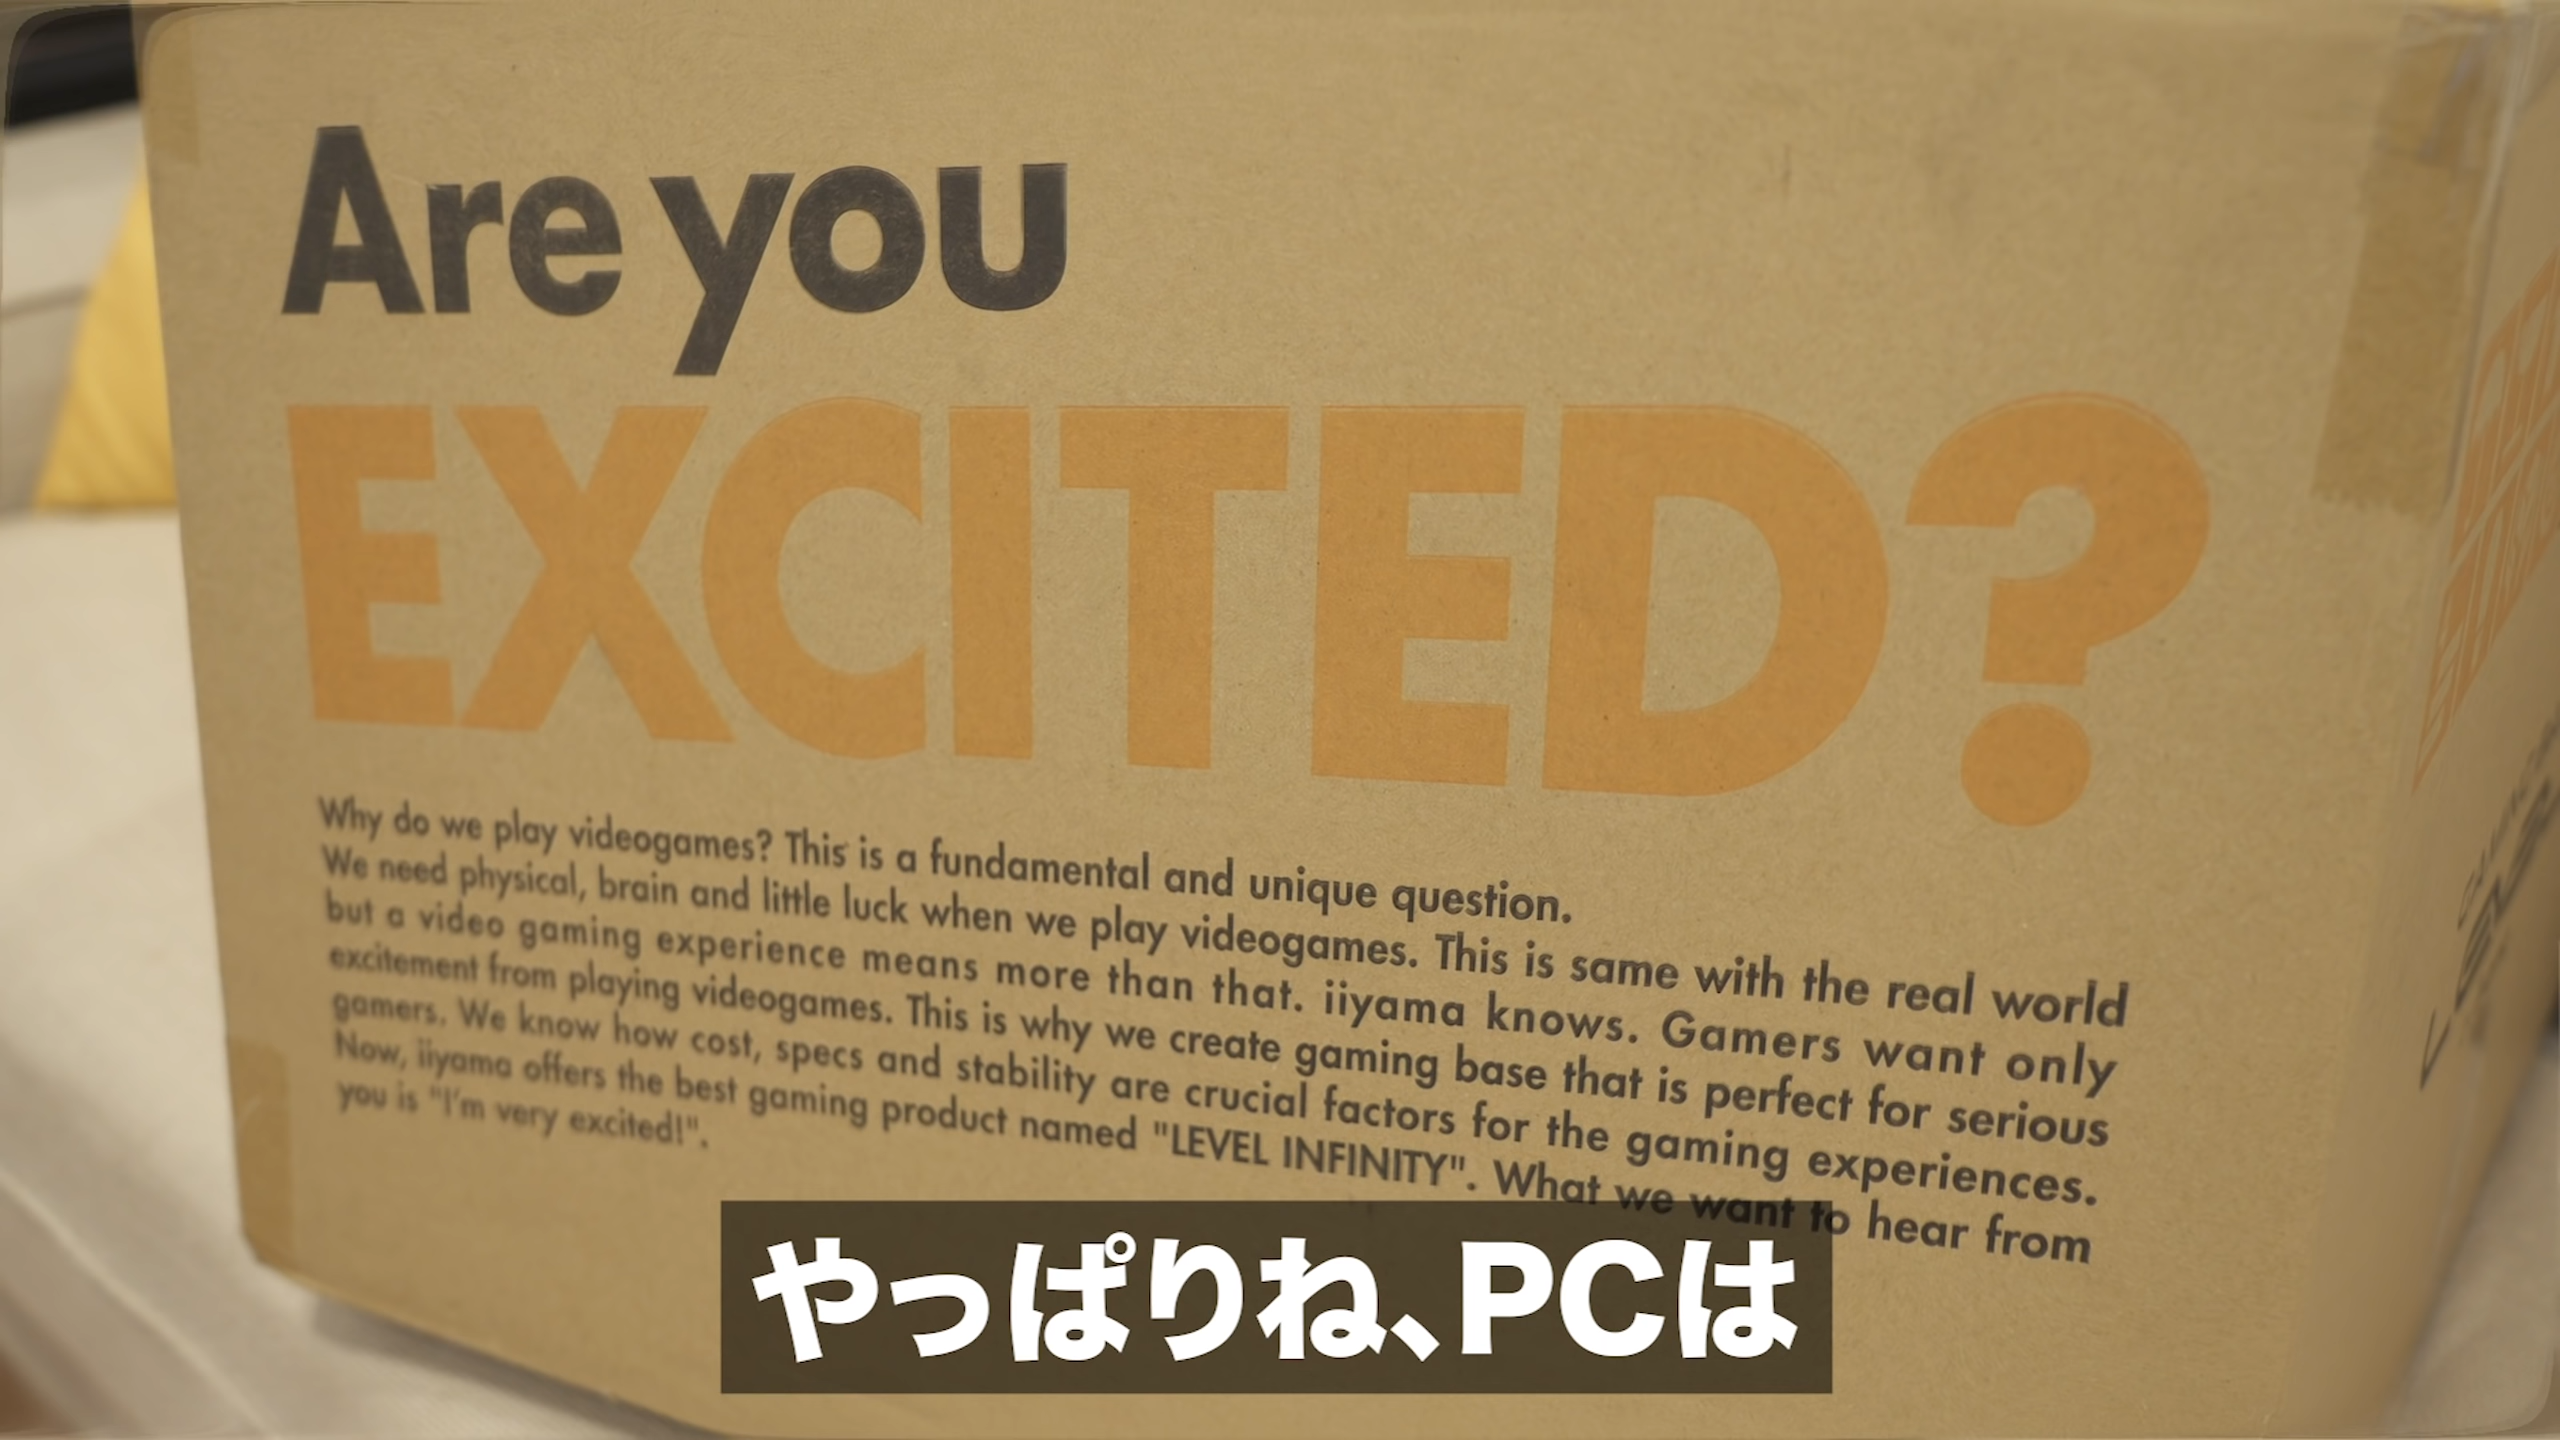 Are you
EXCITED?
Why do we play videogames? This is a fundamental and unique question.
We need physical, brain and little luck when we play videogames. This is same with the real world
but a video gaming experience means more than that. iiyama knows. Gamers want only
excitement from playing videogames. This is why we create gaming base that is perfect for serious
gamers. We know how cost, specs and stability are crucial factors for the gaming experiences.
Now, iiyama offers the best gaming product named "LEVEL INFINITY". What we want to hear from
you is "I'm very excited!".
やっぱりね、PCは